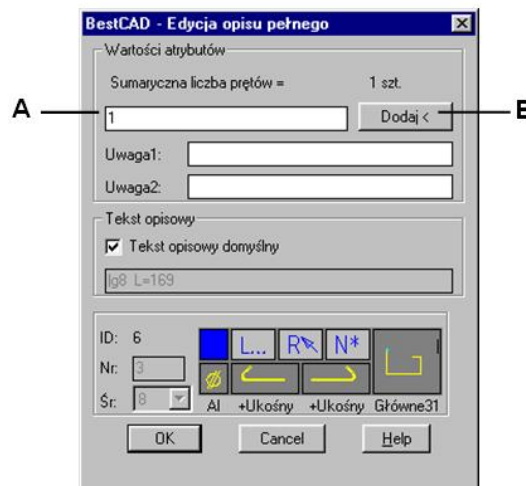 BestCAD - Edycja opisu pełnego
Wartości atrybutów
Sumaryczna liczba prętów = 1 szt.
A 1 Dodaj <
Uwaga1:
Uwaga2:
Tekst opisowy
Tekst opisowy domyślny
Ig8 L=169
ID: 6
L... R N*
Nr: 3
Śr: 8
Al +Ukośny +Ukośny Główne31
OK Cancel Help